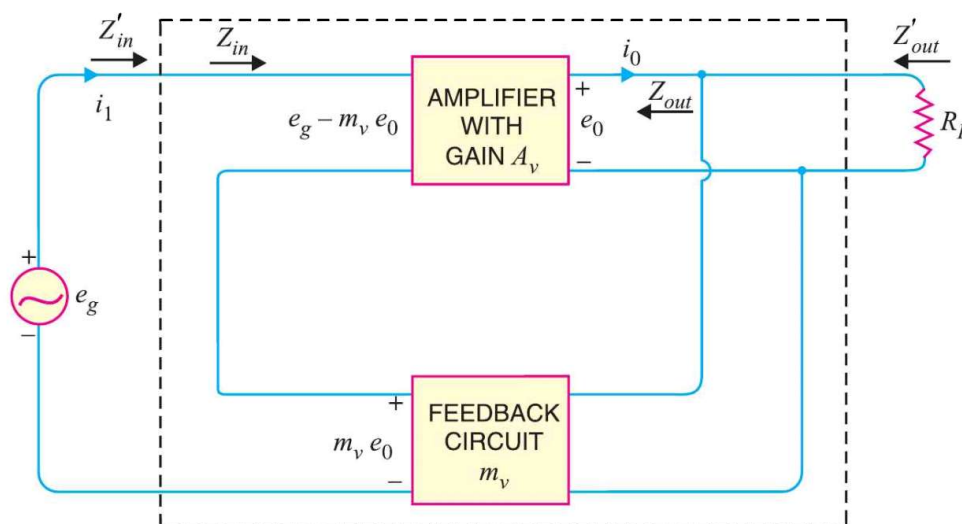 Z'in
Zin
i1
i0
Z'out
AMPLIFIER
WITH
GAIN Av
eg – mv e0
+
e0
–
Zout
+
eg
–
+
mv e0
–
FEEDBACK
CIRCUIT
mv